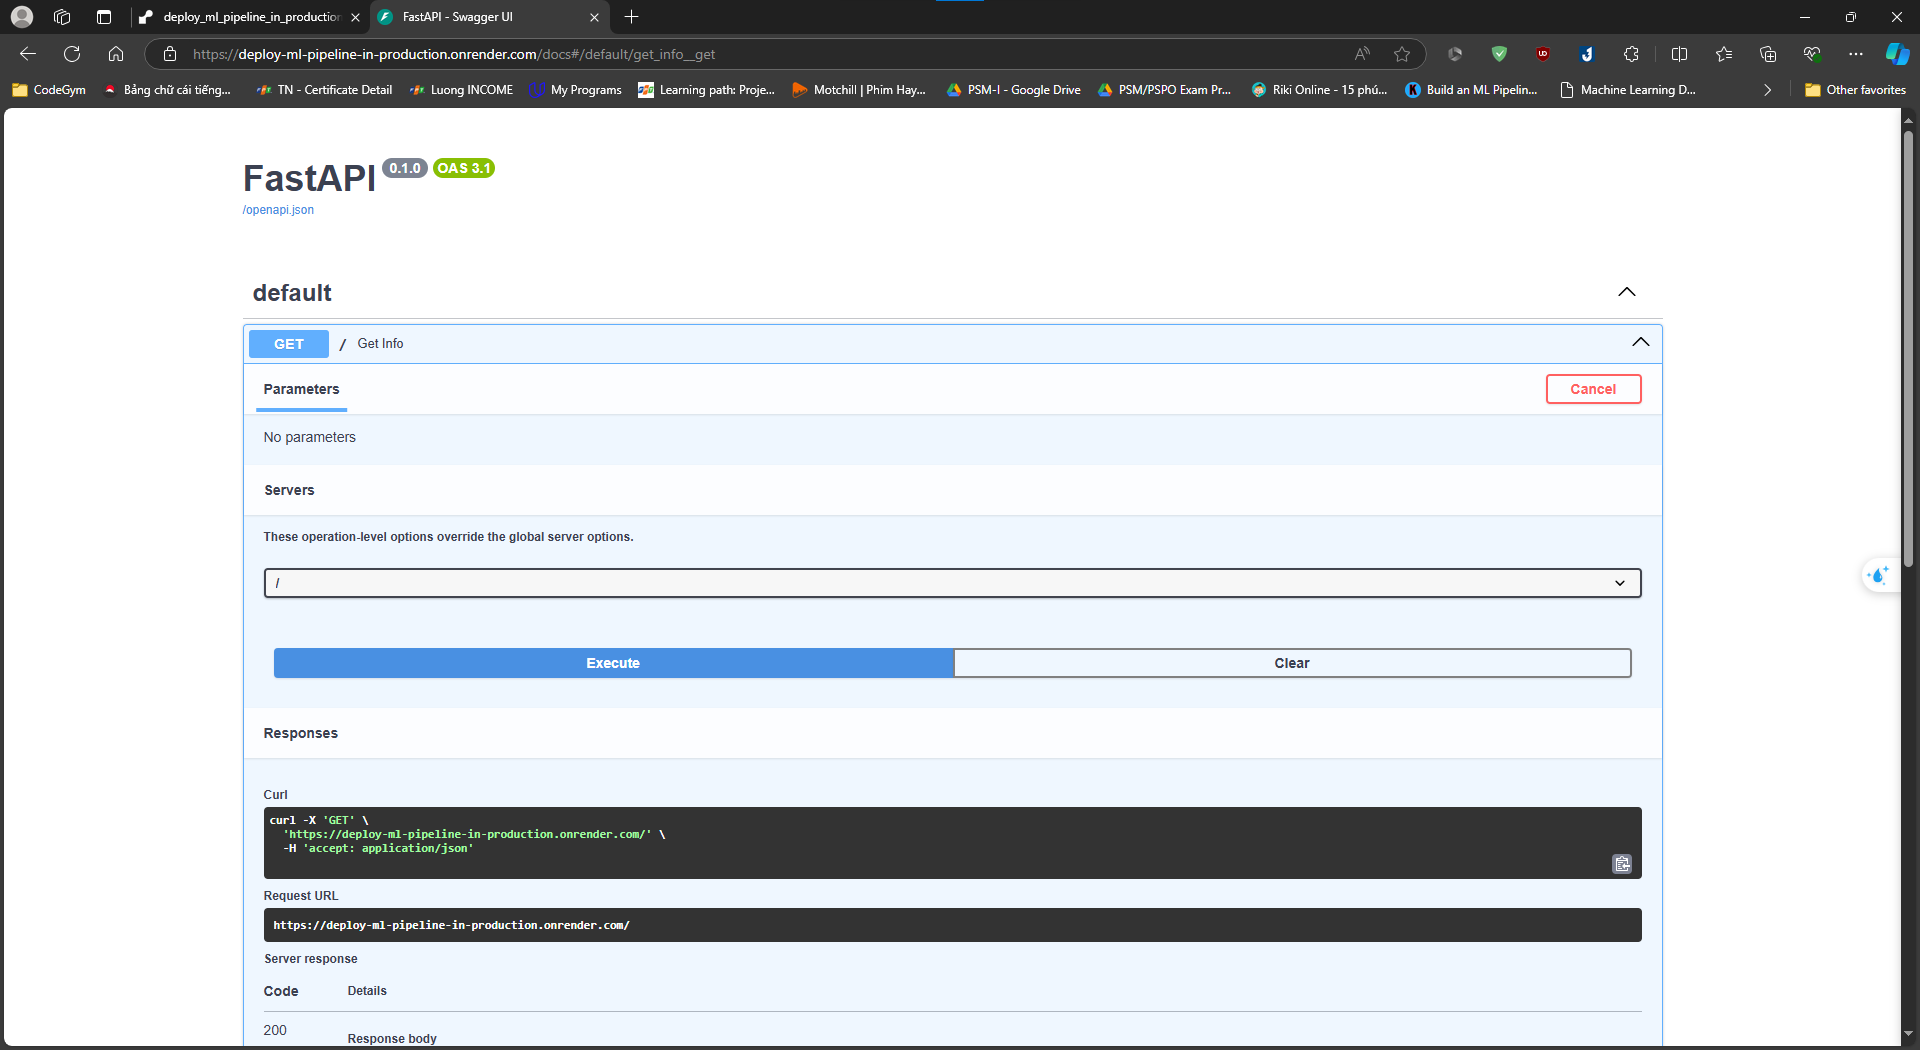 deploy_ml_pipeline_in_production
FastAPI - Swagger UI
https://deploy-ml-pipeline-in-production.onrender.com/docs#/default/get_info__get
CodeGym
Bảng chữ cái tiếng...
TN - Certificate Detail
Luong INCOME
My Programs
Learning path: Proje...
Motchill | Phim Hay...
PSM-I - Google Drive
PSM/PSPO Exam Pr...
Riki Online - 15 phú...
Build an ML Pipelin...
Machine Learning D...
Other favorites
FastAPI 0.1.0 OAS 3.1
/openapi.json
default
GET / Get Info
Parameters
Cancel
No parameters
Servers
These operation-level options override the global server options.
/
Execute
Clear
Responses
Curl
curl -X 'GET' \
'https://deploy-ml-pipeline-in-production.onrender.com/' \
-H 'accept: application/json'
Request URL
https://deploy-ml-pipeline-in-production.onrender.com/
Server response
Code Details
200
Response body